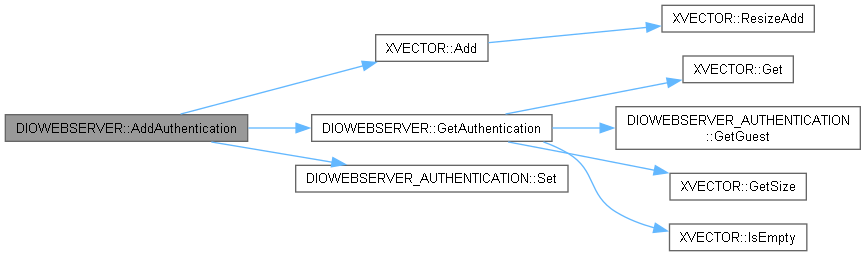 DIOWEBSERVER::AddAuthentication
XVECTOR::Add
XVECTOR::ResizeAdd
DIOWEBSERVER::GetAuthentication
XVECTOR::Get
DIOWEBSERVER_AUTHENTICATION
::GetGuest
XVECTOR::GetSize
XVECTOR::IsEmpty
DIOWEBSERVER_AUTHENTICATION::Set